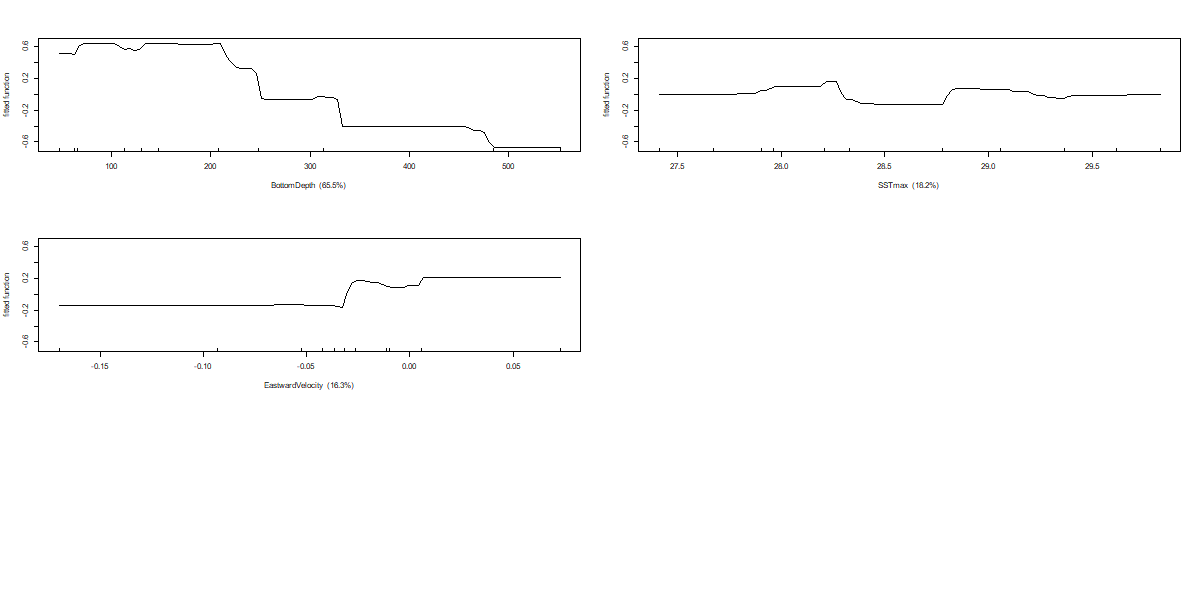 fitted function
-0.6 -0.2 0.2 0.6
100 200 300 400 500
BottomDepth (65.5%)
fitted function
-0.6 -0.2 0.2 0.6
27.5 28.0 28.5 29.0 29.5
SSTmax (18.2%)
fitted function
-0.6 -0.2 0.2 0.6
-0.15 -0.10 -0.05 0.00 0.05
EastwardVelocity (16.3%)